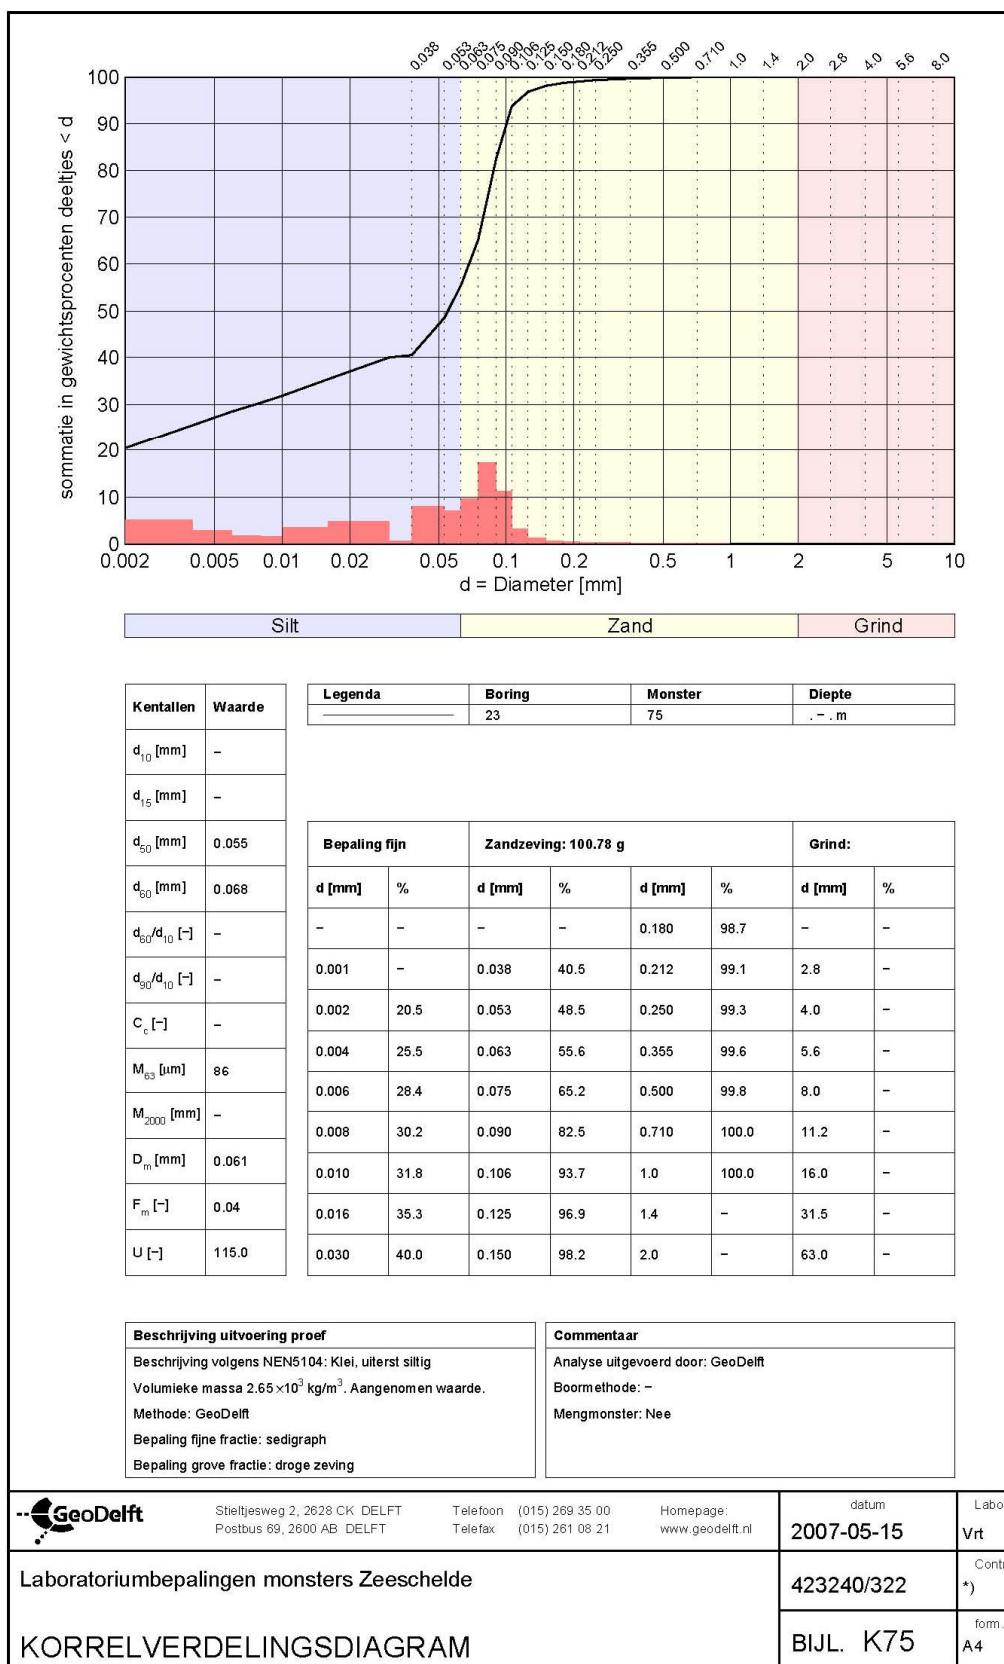 0.038 0.053 0.063 0.075 0.090 0.106 0.125 0.150 0.180 0.212 0.250 0.355 0.500 0.710 1.0 1.4 2.0 2.8 4.0 5.6 8.0
sommatie in gewichtsprocenten deeltjes < d
100
90
80
70
60
50
40
30
20
10
0
0.002 0.005 0.01 0.02 0.05 0.1 0.2 0.5 1 2 5 10
d = Diameter [mm]
Silt Zand Grind
Kentallen Waarde
d10 [mm] –
d15 [mm] –
d50 [mm] 0.055
d60 [mm] 0.068
d60/d10 [–] –
d90/d10 [–] –
Cc [–] –
M63 [µm] 86
M2000 [mm] –
Dm [mm] 0.061
Fm [–] 0.04
U [–] 115.0
Legenda Boring Monster Diepte
23 75 . – . m
Bepaling fijn Zandzeving: 100.78 g Grind:
d [mm] % d [mm] % d [mm] % d [mm] %
– – – – 0.180 98.7 – –
0.001 – 0.038 40.5 0.212 99.1 2.8 –
0.002 20.5 0.053 48.5 0.250 99.3 4.0 –
0.004 25.5 0.063 55.6 0.355 99.6 5.6 –
0.006 28.4 0.075 65.2 0.500 99.8 8.0 –
0.008 30.2 0.090 82.5 0.710 100.0 11.2 –
0.010 31.8 0.106 93.7 1.0 100.0 16.0 –
0.016 35.3 0.125 96.9 1.4 – 31.5 –
0.030 40.0 0.150 98.2 2.0 – 63.0 –
Beschrijving uitvoering proef
Beschrijving volgens NEN5104: Klei, uiterst siltig
Volumieke massa 2.65×10³ kg/m³. Aangenomen waarde.
Methode: GeoDelft
Bepaling fijne fractie: sedigraph
Bepaling grove fractie: droge zeving
Commentaar
Analyse uitgevoerd door: GeoDelft
Boormethode: –
Mengmonster: Nee
GeoDelft
Stieltjesweg 2, 2628 CK DELFT Telefoon (015) 269 35 00 Homepage:
Postbus 69, 2600 AB DELFT Telefax (015) 261 08 21 www.geodelft.nl
datum
2007-05-15
Labo
Vrt
Laboratoriumbepalingen monsters Zeeschelde
423240/322
Contr
*)
KORRELVERDELINGSDIAGRAM
BIJL. K75
form.
A4